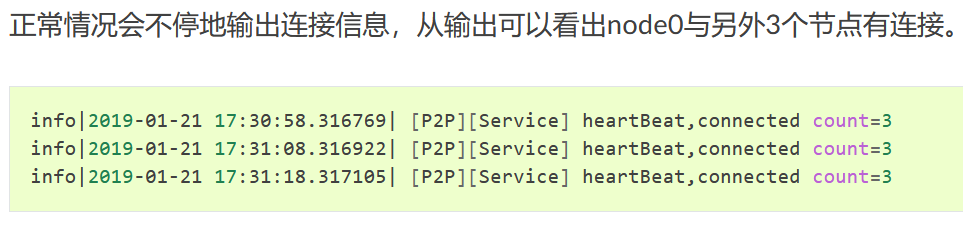 正常情况会不停地输出连接信息，从输出可以看出node0与另外3个节点有连接。
info|2019-01-21 17:30:58.316769| [P2P][Service] heartBeat,connected count=3
info|2019-01-21 17:31:08.316922| [P2P][Service] heartBeat,connected count=3
info|2019-01-21 17:31:18.317105| [P2P][Service] heartBeat,connected count=3